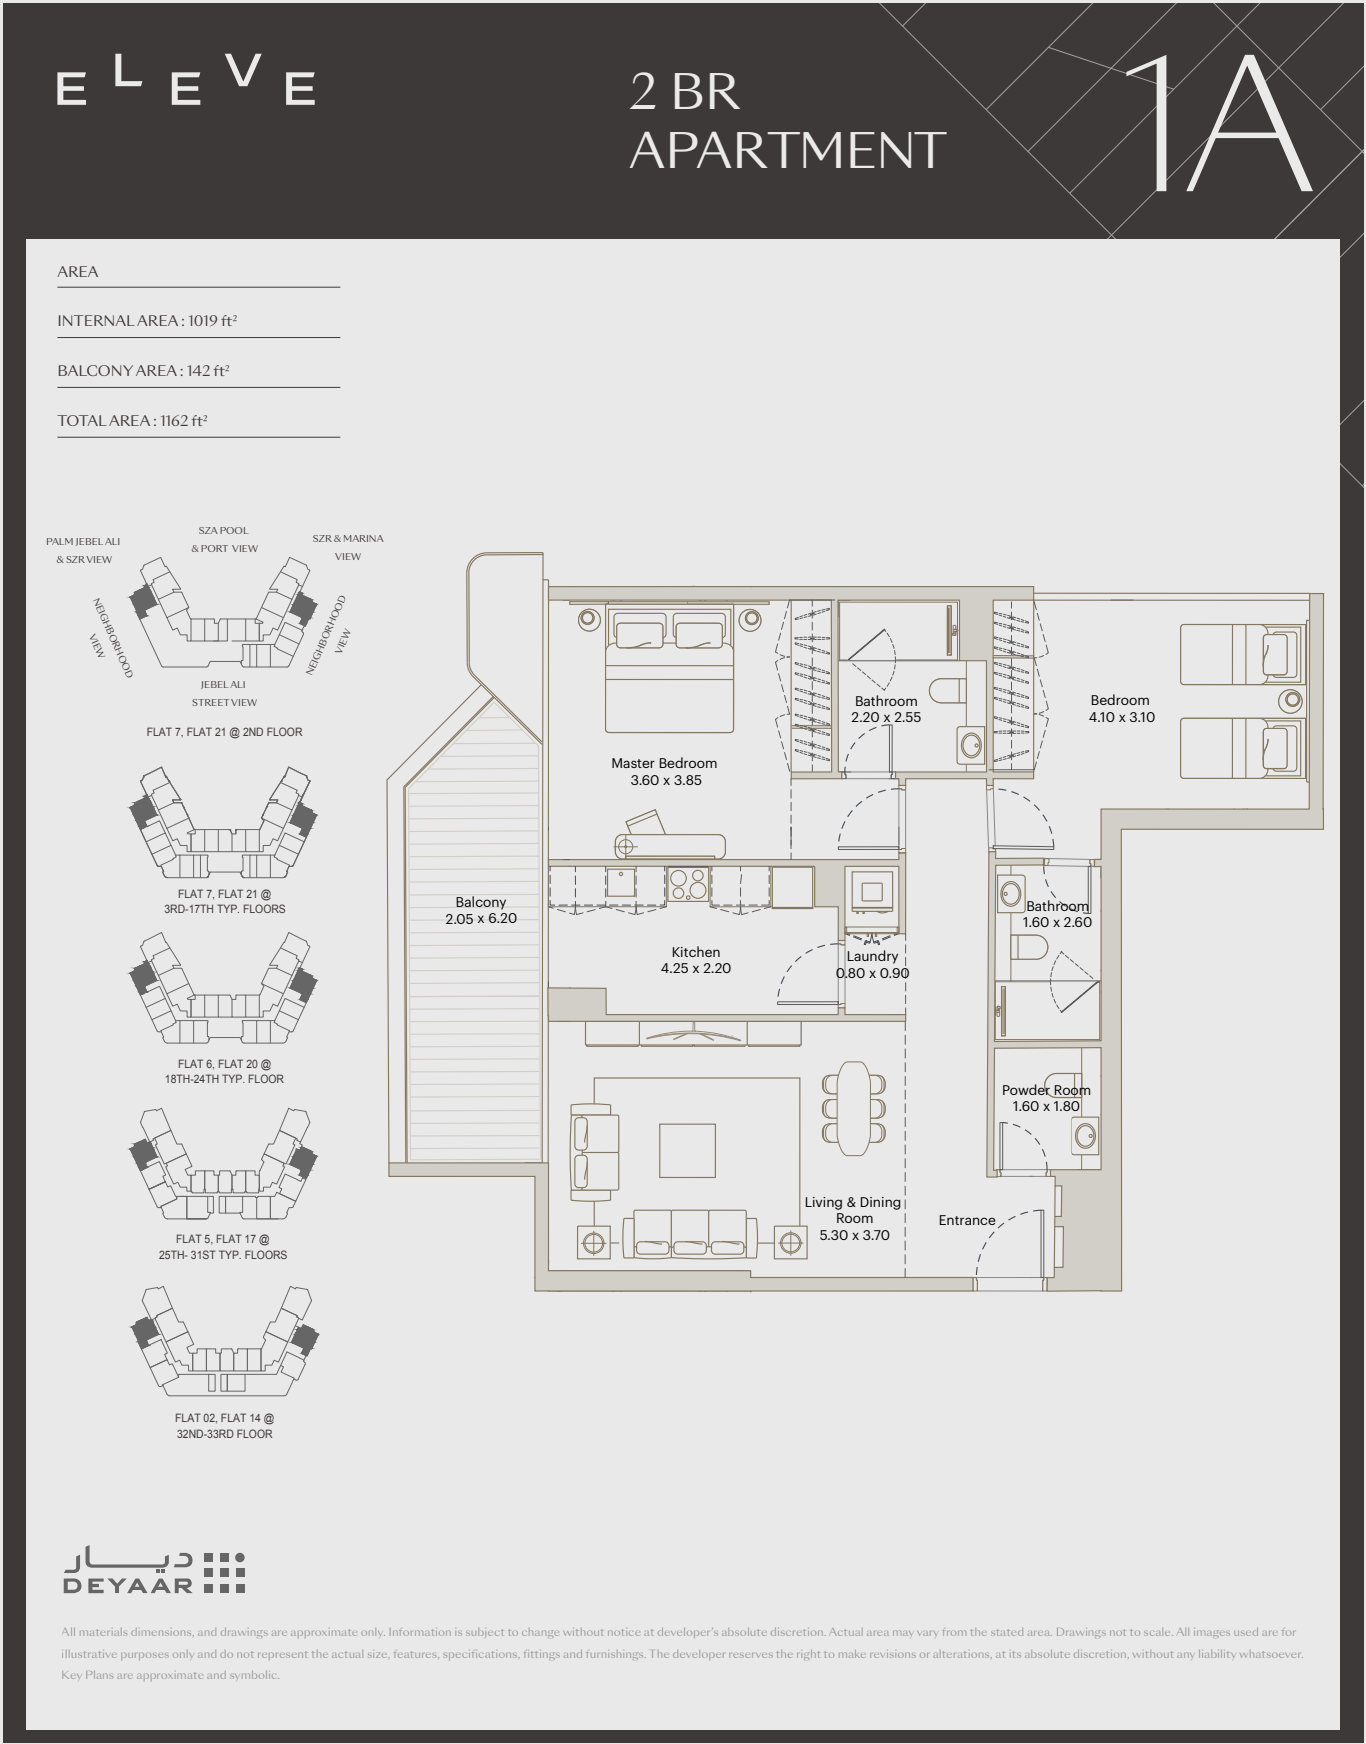 ELEVE
2 BR
APARTMENT
1A
AREA
INTERNAL AREA : 1019 ft²
BALCONY AREA : 142 ft²
TOTAL AREA : 1162 ft²
PALM JEBEL ALI
& SZR VIEW
SZA POOL
& PORT VIEW
SZR & MARINA
VIEW
NEIGHBORHOOD
VIEW
NEIGHBORHOOD
VIEW
JEBEL ALI
STREET VIEW
FLAT 7, FLAT 21 @ 2ND FLOOR
FLAT 7, FLAT 21 @
3RD-17TH TYP. FLOORS
FLAT 6, FLAT 20 @
18TH-24TH TYP. FLOOR
FLAT 5, FLAT 17 @
25TH- 31ST TYP. FLOORS
FLAT 02, FLAT 14 @
32ND-33RD FLOOR
Master Bedroom
3.60 x 3.85
Bathroom
2.20 x 2.55
Bedroom
4.10 x 3.10
Balcony
2.05 x 6.20
Kitchen
4.25 x 2.20
Laundry
0.80 x 0.90
Bathroom
1.60 x 2.60
Powder Room
1.60 x 1.80
Living & Dining
Room
5.30 x 3.70
Entrance
ديار
DEYAAR
All materials dimensions, and drawings are approximate only. Information is subject to change without notice at developer's absolute discretion. Actual area may vary from the stated area. Drawings not to scale. All images used are for
illustrative purposes only and do not represent the actual size, features, specifications, fittings and furnishings. The developer reserves the right to make revisions or alterations, at its absolute discretion, without any liability whatsoever.
Key Plans are approximate and symbolic.